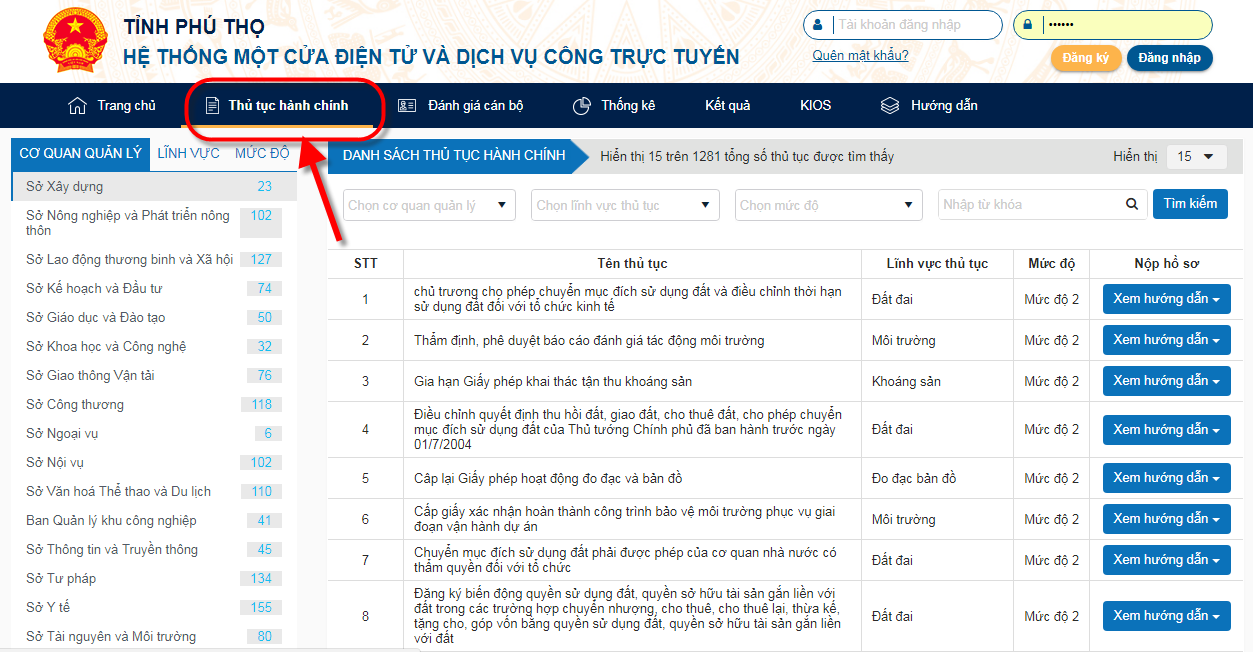 TỈNH PHÚ THỌ
HỆ THỐNG MỘT CỬA ĐIỆN TỬ VÀ DỊCH VỤ CÔNG TRỰC TUYẾN
Tài khoản đăng nhập
••••••
Quên mật khẩu?
Đăng ký
Đăng nhập
Trang chủ
Thủ tục hành chính
Đánh giá cán bộ
Thống kê
Kết quả
KIOS
Hướng dẫn
CƠ QUAN QUẢN LÝ LĨNH VỰC MỨC ĐỘ
Sở Xây dựng 23
Sở Nông nghiệp và Phát triển nông 102
thôn
Sở Lao động thương binh và Xã hội 127
Sở Kế hoạch và Đầu tư 74
Sở Giáo dục và Đào tạo 50
Sở Khoa học và Công nghệ 32
Sở Giao thông Vận tải 76
Sở Công thương 118
Sở Ngoại vụ 6
Sở Nội vụ 102
Sở Văn hoá Thể thao và Du lịch 110
Ban Quản lý khu công nghiệp 41
Sở Thông tin và Truyền thông 45
Sở Tư pháp 134
Sở Y tế 155
Sở Tài nguyên và Môi trường 80
DANH SÁCH THỦ TỤC HÀNH CHÍNH
Hiển thị 15 trên 1281 tổng số thủ tục được tìm thấy
Hiển thị 15
Chọn cơ quan quản lý
Chọn lĩnh vực thủ tục
Chọn mức độ
Nhập từ khóa
Tìm kiếm
STT Tên thủ tục Lĩnh vực thủ tục Mức độ Nộp hồ sơ
1 chủ trương cho phép chuyển mục đích sử dụng đất và điều chỉnh thời hạn
sử dụng đất đối với tổ chức kinh tế
Đất đai Mức độ 2 Xem hướng dẫn
2 Thẩm định, phê duyệt báo cáo đánh giá tác động môi trường Môi trường Mức độ 2 Xem hướng dẫn
3 Gia hạn Giấy phép khai thác tận thu khoáng sản Khoáng sản Mức độ 2 Xem hướng dẫn
4 Điều chỉnh quyết định thu hồi đất, giao đất, cho thuê đất, cho phép chuyển
mục đích sử dụng đất của Thủ tướng Chính phủ đã ban hành trước ngày
01/7/2004
Đất đai Mức độ 2 Xem hướng dẫn
5 Câp lại Giấy phép hoạt động đo đạc và bản đồ Đo đạc bản đồ Mức độ 2 Xem hướng dẫn
6 Cấp giấy xác nhận hoàn thành công trình bảo vệ môi trường phục vụ giai
đoạn vận hành dự án
Môi trường Mức độ 2 Xem hướng dẫn
7 Chuyển mục đích sử dụng đất phải được phép của cơ quan nhà nước có
thẩm quyền đối với tổ chức
Đất đai Mức độ 2 Xem hướng dẫn
8 Đăng ký biến động quyền sử dụng đất, quyền sở hữu tài sản gắn liền với
đất trong các trường hợp chuyển nhượng, cho thuê, cho thuê lại, thừa kế,
tặng cho, góp vốn bằng quyền sử dụng đất, quyền sở hữu tài sản gắn liền
với đất
Đất đai Mức độ 2 Xem hướng dẫn